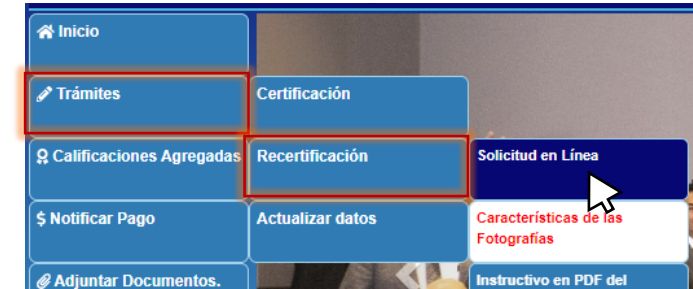 Inicio
Trámites
Certificación
Calificaciones Agregadas
Recertificación
Solicitud en Línea
$ Notificar Pago
Actualizar datos
Características de las
Fotografías
Adjuntar Documentos.
Instructivo en PDF del